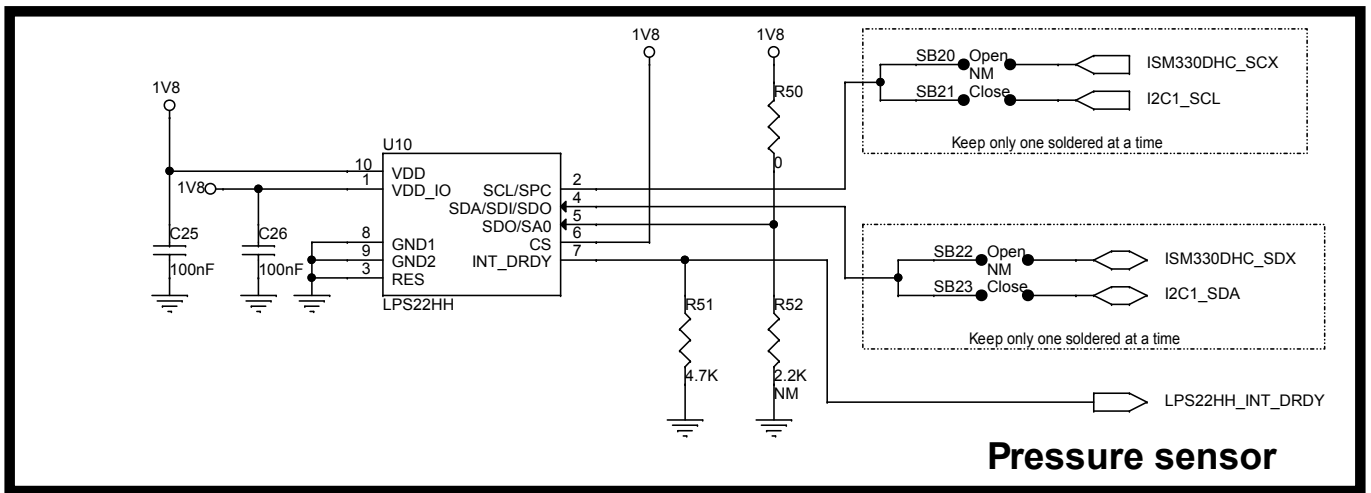 1V8
1V8
SB20
Open
NM
ISM330DHC_SCX
1V8
R50
SB21
Close
I2C1_SCL
Keep only one soldered at a time
U10
0
10
VDD
1V8
1
VDD_IO
SCL/SPC
2
SDA/SDI/SDO
4
SDO/SA0
5
C25
C26
8
GND1
CS
6
100nF
100nF
9
GND2
INT_DRDY
7
3
RES
LPS22HH
SB22
Open
NM
ISM330DHC_SDX
SB23
Close
I2C1_SDA
Keep only one soldered at a time
R51
R52
4.7K
2.2K
NM
LPS22HH_INT_DRDY
Pressure sensor